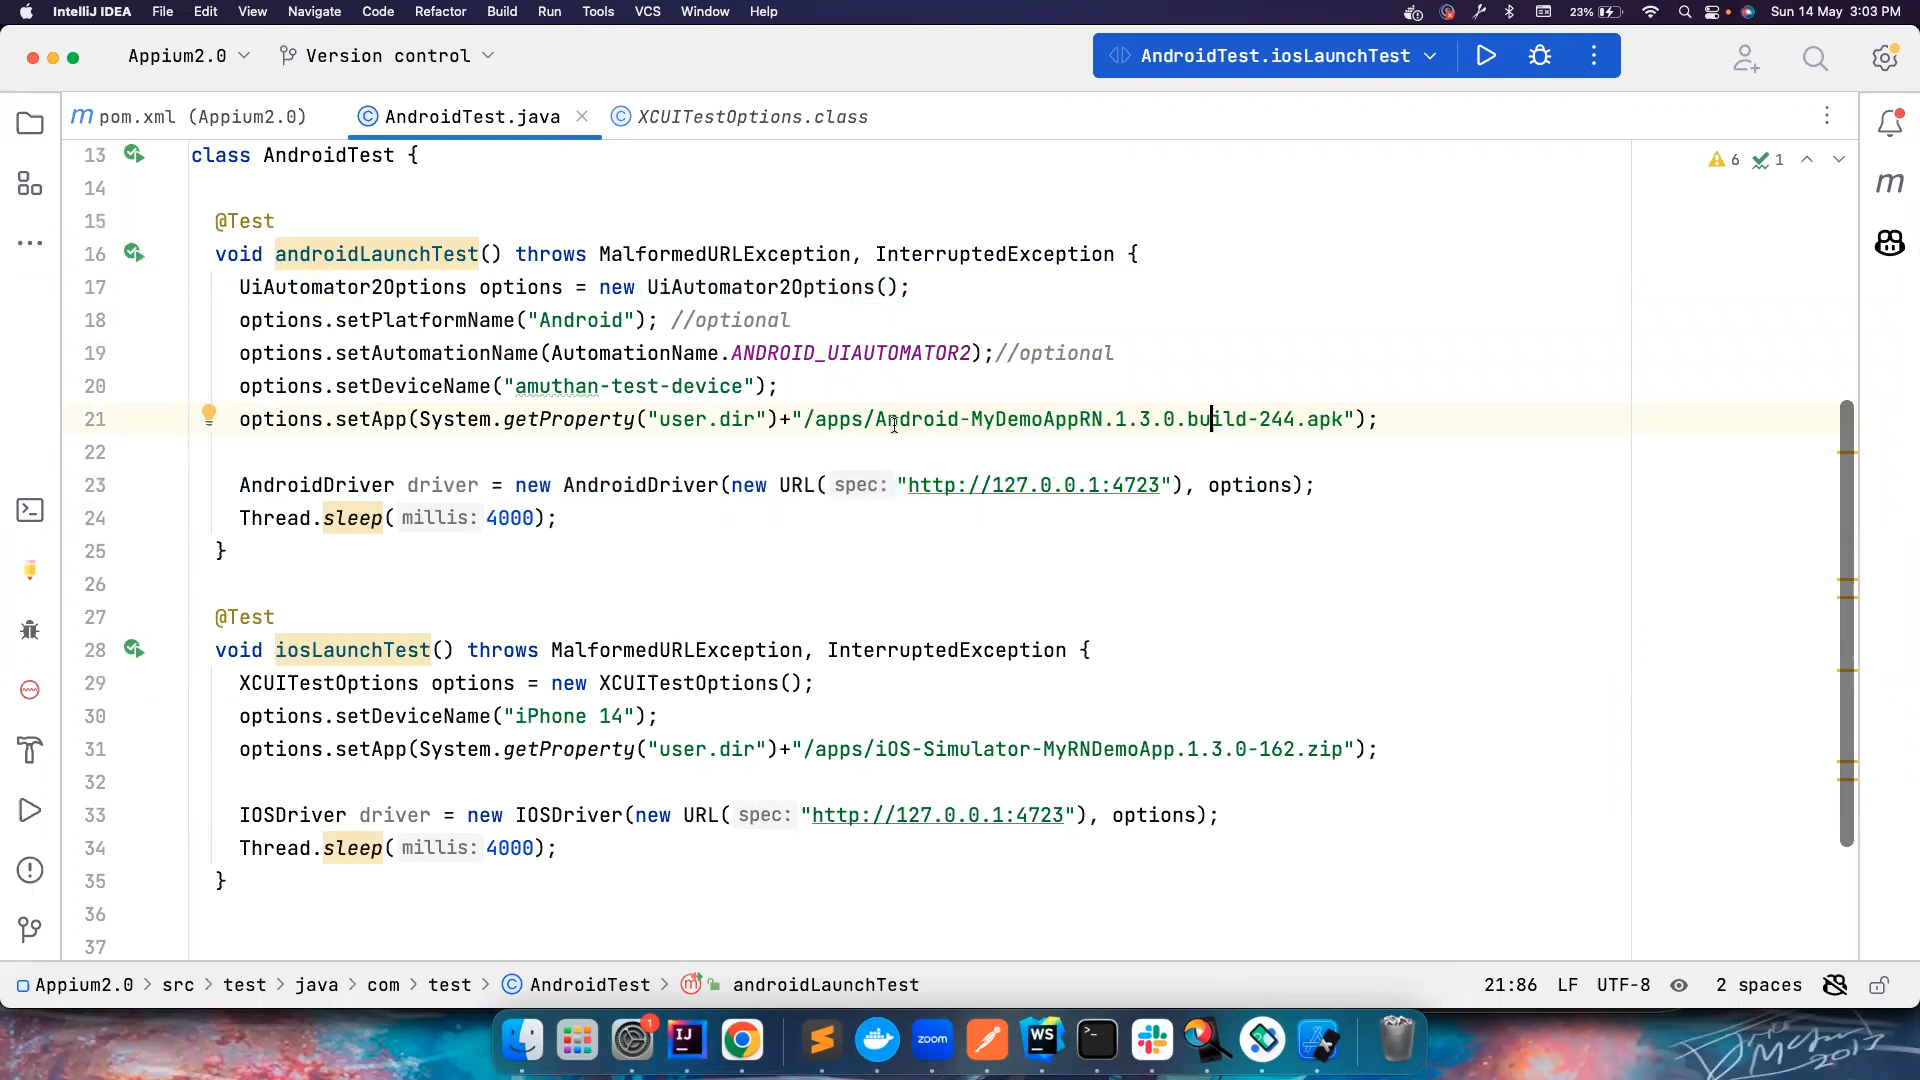 IntelliJ IDEA File Edit View Navigate Code Refactor Build Run Tools VCS Window Help 23% Sun 14 May 3:03 PM
Appium2.0 Version control AndroidTest.iosLaunchTest
m pom.xml (Appium2.0) AndroidTest.java XCUITestOptions.class
13 class AndroidTest { 6 1
14
15 @Test
16 void androidLaunchTest() throws MalformedURLException, InterruptedException {
17 UiAutomator2Options options = new UiAutomator2Options();
18 options.setPlatformName("Android"); //optional
19 options.setAutomationName(AutomationName.ANDROID_UIAUTOMATOR2);//optional
20 options.setDeviceName("amuthan-test-device");
21 options.setApp(System.getProperty("user.dir")+"/apps/Android-MyDemoAppRN.1.3.0.build-244.apk");
22
23 AndroidDriver driver = new AndroidDriver(new URL( spec: "http://127.0.0.1:4723"), options);
24 Thread.sleep( millis: 4000);
25 }
26
27 @Test
28 void iosLaunchTest() throws MalformedURLException, InterruptedException {
29 XCUITestOptions options = new XCUITestOptions();
30 options.setDeviceName("iPhone 14");
31 options.setApp(System.getProperty("user.dir")+"/apps/iOS-Simulator-MyRNDemoApp.1.3.0-162.zip");
32
33 IOSDriver driver = new IOSDriver(new URL( spec: "http://127.0.0.1:4723"), options);
34 Thread.sleep( millis: 4000);
35 }
36
37
Appium2.0 > src > test > java > com > test > AndroidTest > androidLaunchTest 21:86 LF UTF-8 2 spaces
1 IJ zoom WS
2017